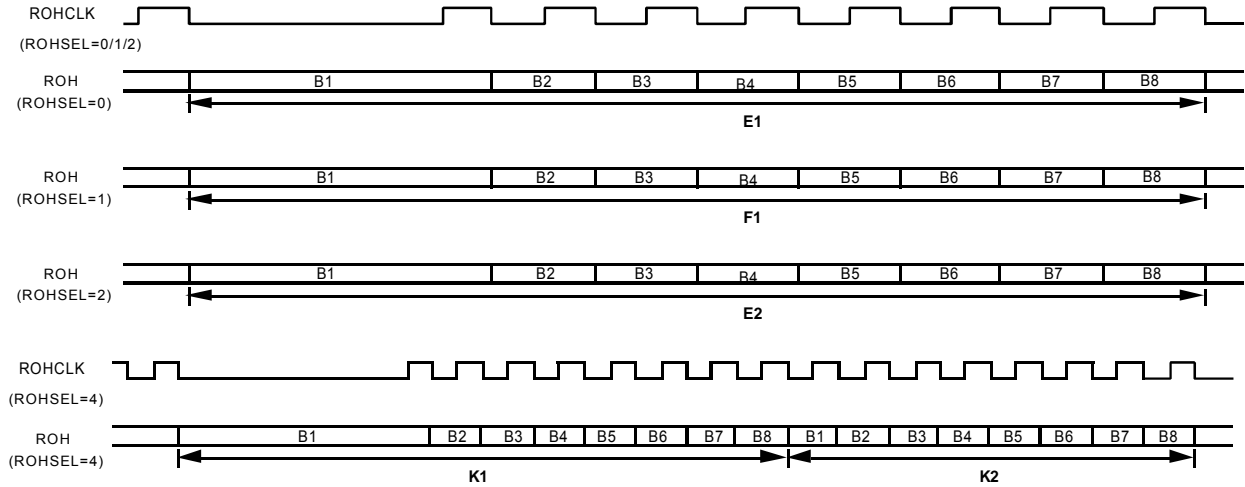 ROHCLK
(ROHSEL=0/1/2)
ROH B1 B2 B3 B4 B5 B6 B7 B8
(ROHSEL=0)
E1
ROH B1 B2 B3 B4 B5 B6 B7 B8
(ROHSEL=1)
F1
ROH B1 B2 B3 B4 B5 B6 B7 B8
(ROHSEL=2)
E2
ROHCLK
(ROHSEL=4)
ROH B1 B2 B3 B4 B5 B6 B7 B8 B1 B2 B3 B4 B5 B6 B7 B8
(ROHSEL=4)
K1 K2